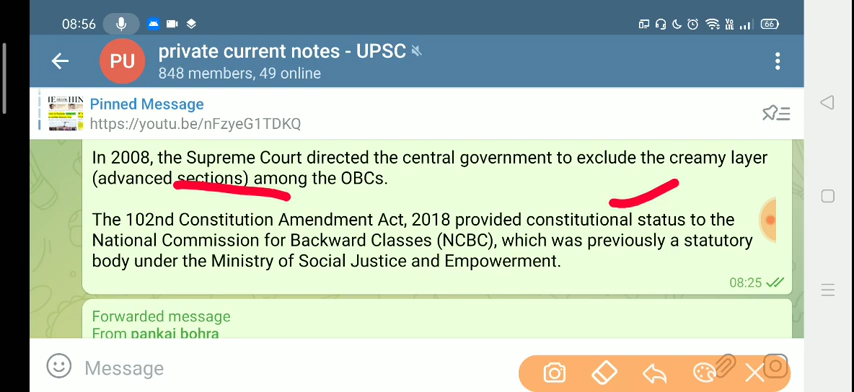 08:56
66
PU
private current notes - UPSC
848 members, 49 online
Pinned Message
https://youtu.be/nFzyeG1TDKQ
In 2008, the Supreme Court directed the central government to exclude the creamy layer
(advanced sections) among the OBCs.
The 102nd Constitution Amendment Act, 2018 provided constitutional status to the
National Commission for Backward Classes (NCBC), which was previously a statutory
body under the Ministry of Social Justice and Empowerment.
08:25
Forwarded message
From pankaj bohra
Message